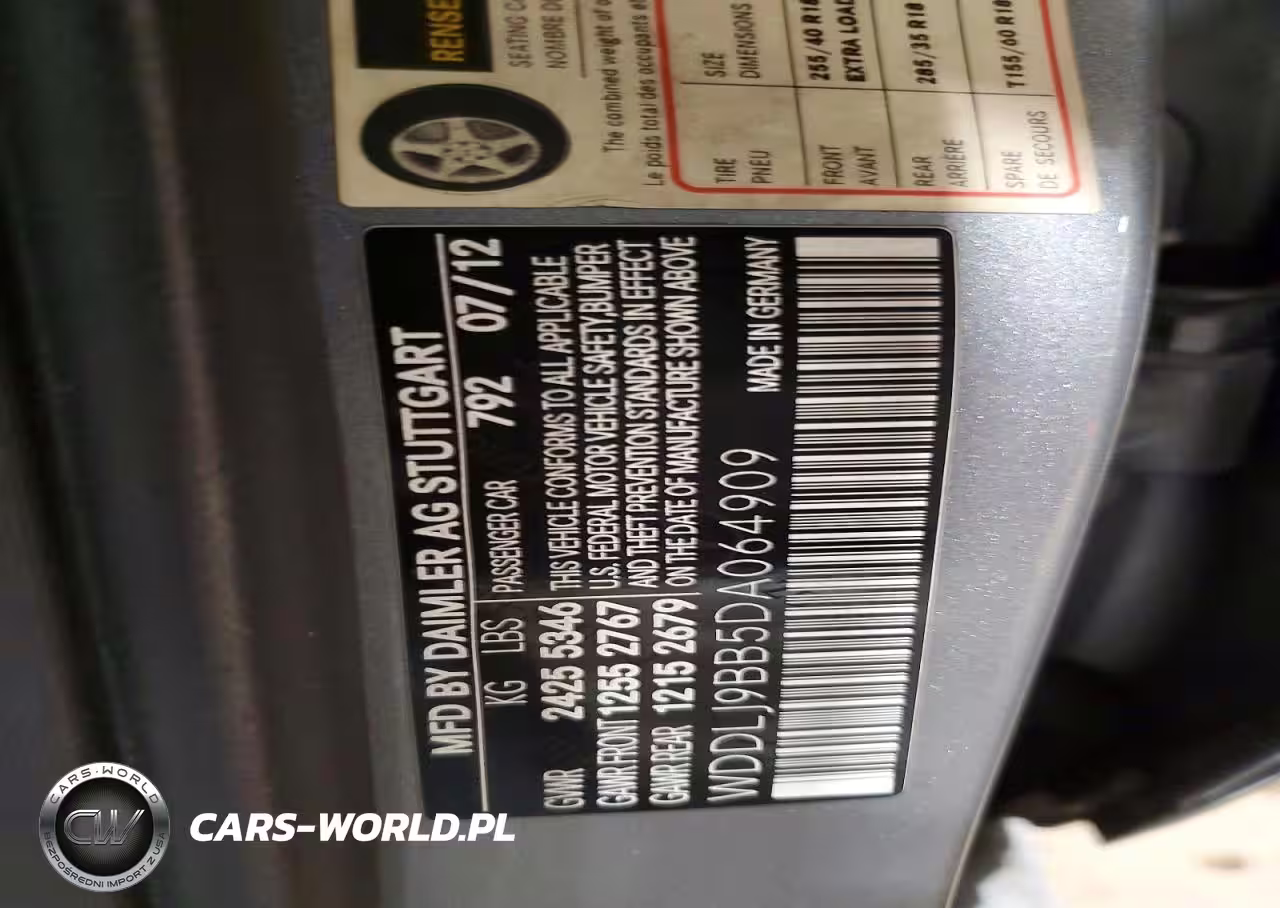 MFD BY DAIMLER AG STUTTGART
KG LBS PASSENGER CAR 792 07/12
GVWR 2425 5346 THIS VEHICLE CONFORMS TO ALL APPLICABLE
GAWR FRONT 1255 2767 U.S. FEDERAL MOTOR VEHICLE SAFETY, BUMPER
GAWR REAR 1215 2679 AND THEFT PREVENTION STANDARDS IN EFFECT
ON THE DATE OF MANUFACTURE SHOWN ABOVE
WDDLJ9BB5DA064909 MADE IN GERMANY
RENSE
SEATING CA
NOMBRE DE
The combined weight of o
Le poids total des occupants et
TIRE SIZE
PNEU DIMENSIONS
FRONT 255/40 R18
AVANT EXTRA LOAD
REAR 285/35 R18
ARRIÈRE
SPARE T155/60 R18
DE SECOURS
CARS-WORLD
CW
BEZPOŚREDNI IMPORT Z USA
CARS-WORLD.PL